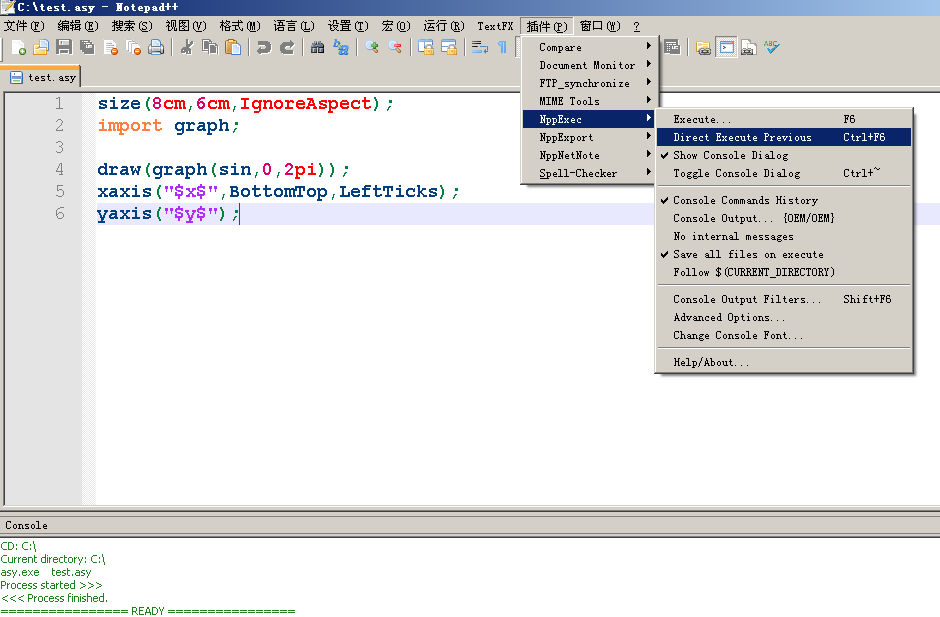 C:\test.asy - Notepad++
文件(F) 编辑(E) 搜索(S) 视图(V) 格式(M) 语言(L) 设置(T) 宏(O) 运行(R) TextFX 插件(P) 窗口(W) ?
test.asy
1 size(8cm,6cm,IgnoreAspect);
2 import graph;
3
4 draw(graph(sin,0,2pi));
5 xaxis("$x$",BottomTop,LeftTicks);
6 yaxis("$y$");
Compare
Document Monitor
FTP_synchronize
MIME Tools
NppExec
NppExport
NppNetNote
Spell-Checker
Execute... F6
Direct Execute Previous Ctrl+F6
Show Console Dialog
Toggle Console Dialog Ctrl+~
Console Commands History
Console Output... {OEM/OEM}
No internal messages
Save all files on execute
Follow $(CURRENT_DIRECTORY)
Console Output Filters... Shift+F6
Advanced Options...
Change Console Font...
Help/About...
Console
CD: C:\
Current directory: C:\
asy.exe test.asy
Process started >>>
<<< Process finished.
================ READY ================